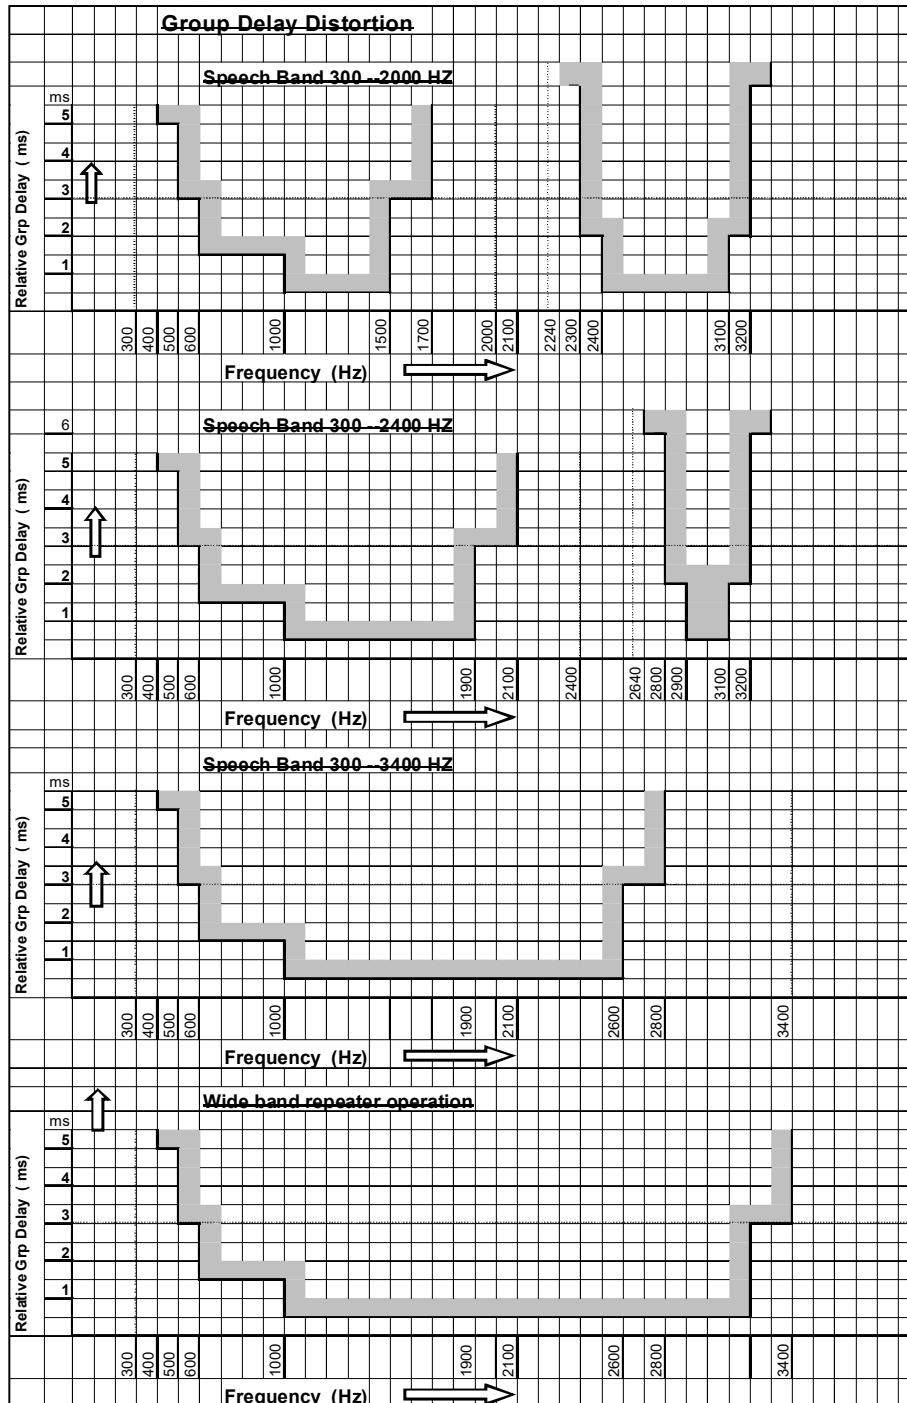 Group Delay Distortion
Speech Band 300 --2000 HZ
ms
5
4
3
2
1
Relative Grp Delay ( ms)
300 400 500 600 1000 1500 1700 2000 2100 2240 2300 2400 3100 3200
Frequency (Hz)
Speech Band 300 --2400 HZ
6
5
4
3
2
1
Relative Grp Delay ( ms)
300 400 500 600 1000 1900 2100 2400 2640 2800 2900 3100 3200
Frequency (Hz)
Speech Band 300 --3400 HZ
ms
5
4
3
2
1
Relative Grp Delay ( ms)
300 400 500 600 1000 1900 2100 2600 2800 3400
Frequency (Hz)
Wide band repeater operation
ms
5
4
3
2
1
Relative Grp Delay ( ms)
300 400 500 600 1000 1900 2100 2600 2800 3400
Frequency (Hz)